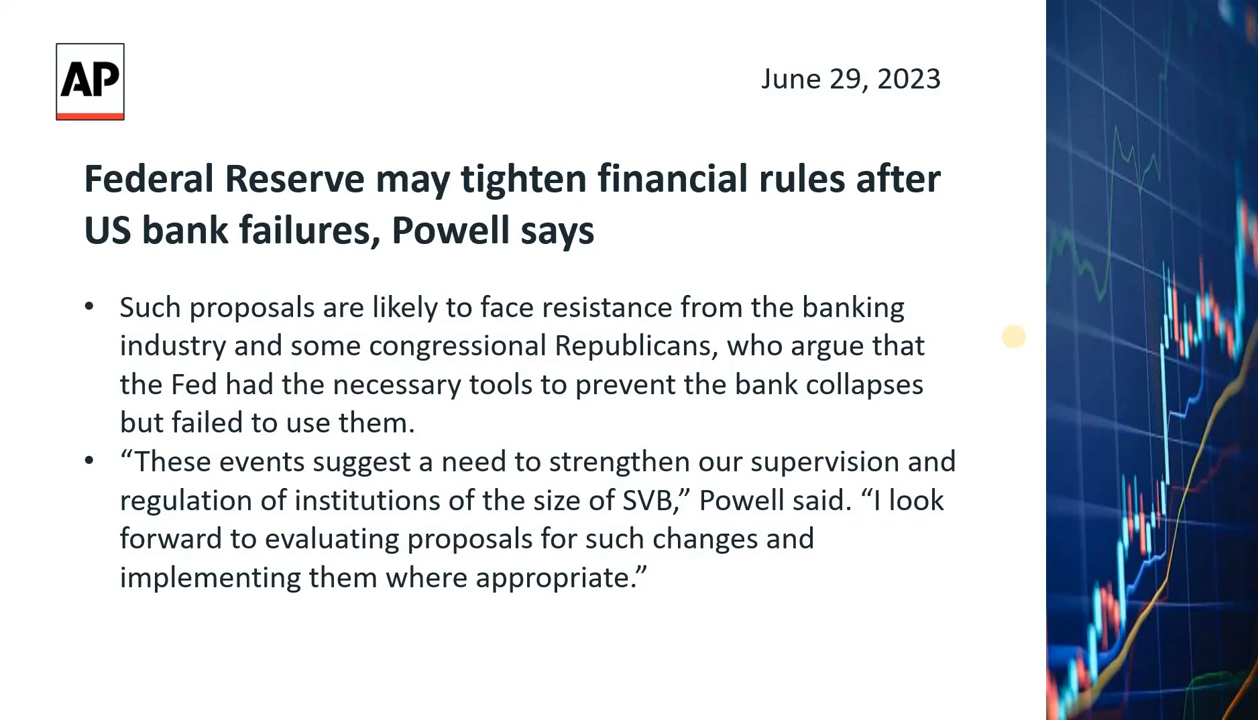 AP
June 29, 2023
Federal Reserve may tighten financial rules after
US bank failures, Powell says
• Such proposals are likely to face resistance from the banking
industry and some congressional Republicans, who argue that
the Fed had the necessary tools to prevent the bank collapses
but failed to use them.
• “These events suggest a need to strengthen our supervision and
regulation of institutions of the size of SVB,” Powell said. “I look
forward to evaluating proposals for such changes and
implementing them where appropriate.”